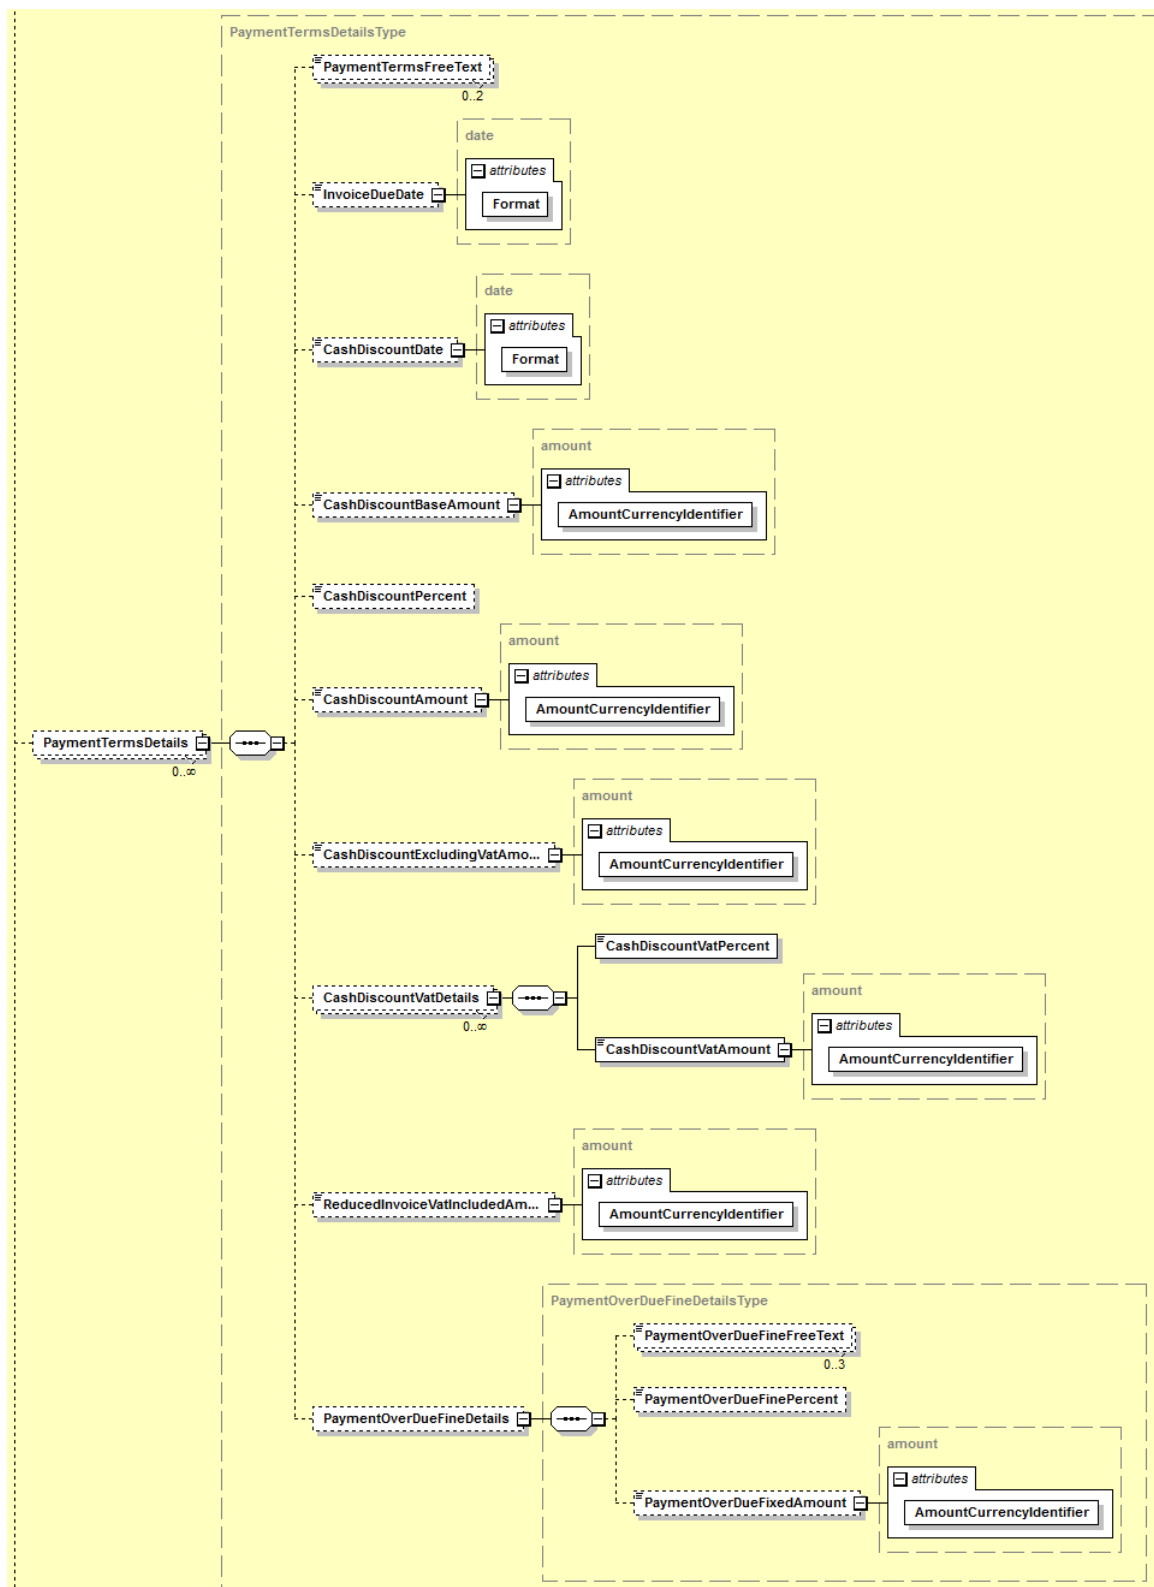 PaymentTermsDetailsType
PaymentTermsFreeText
0..2
date
attributes
InvoiceDueDate
Format
date
attributes
CashDiscountDate
Format
amount
attributes
CashDiscountBaseAmount
AmountCurrencyIdentifier
CashDiscountPercent
amount
attributes
CashDiscountAmount
AmountCurrencyIdentifier
PaymentTermsDetails
0..∞
amount
attributes
CashDiscountExcludingVatAmo...
AmountCurrencyIdentifier
CashDiscountVatPercent
amount
CashDiscountVatDetails
0..∞
attributes
CashDiscountVatAmount
AmountCurrencyIdentifier
amount
attributes
ReducedInvoiceVatIncludedAm...
AmountCurrencyIdentifier
PaymentOverDueFineDetailsType
PaymentOverDueFineFreeText
0..3
PaymentOverDueFinePercent
PaymentOverDueFineDetails
amount
attributes
PaymentOverDueFixedAmount
AmountCurrencyIdentifier